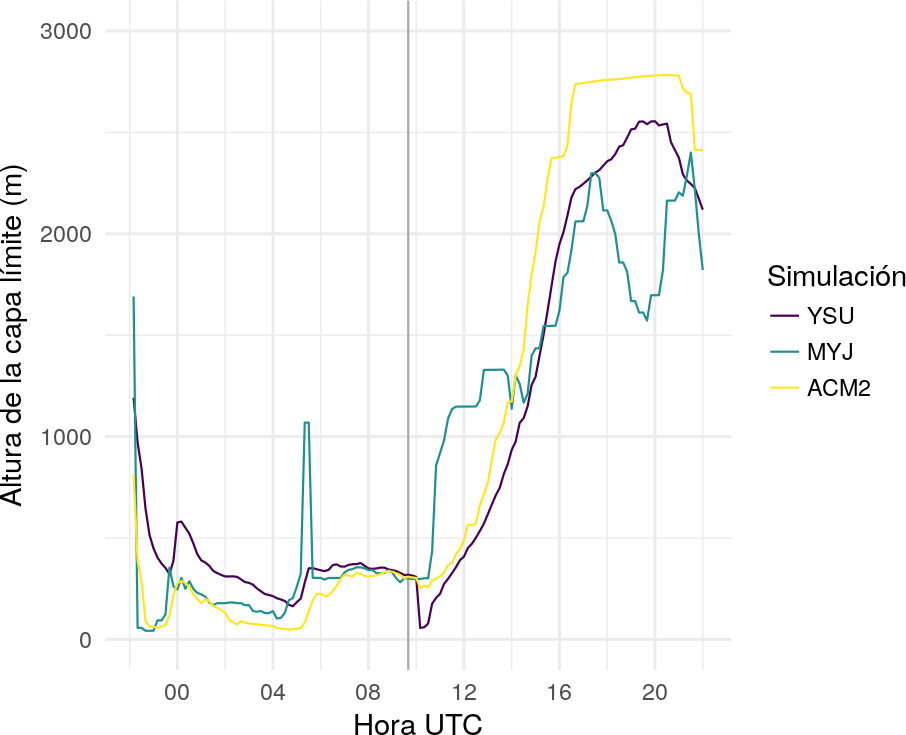 3000
2000
1000
0
Altura de la capa límite (m)
00 04 08 12 16 20
Hora UTC
Simulación
YSU
MYJ
ACM2